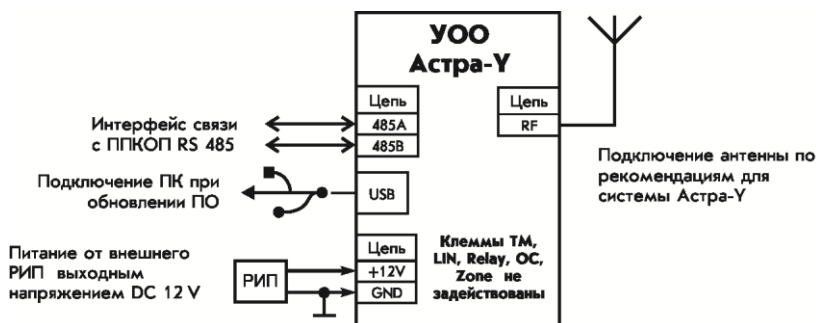 УОО
Астра-Y
Цепь
485A
485B
Цепь
RF
Интерфейс связи
с ППКОП RS 485
Подключение антенны по
рекомендациям для
системы Астра-Y
Подключение ПК при
обновлении ПО
USB
Питание от внешнего
РИП выходным
напряжением DC 12 V
РИП
Цепь
+12V
GND
Клеммы ТМ,
LIN, Relay, OC,
Zone не
задействованы